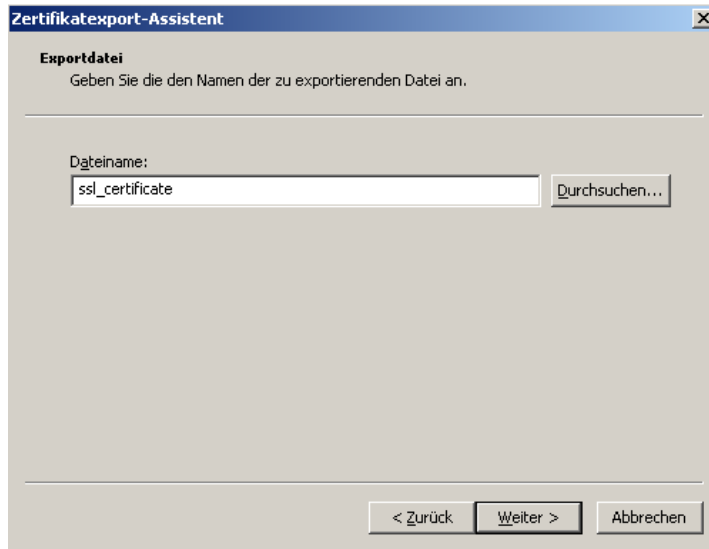 Zertifikatexport-Assistent
Exportdatei
Geben Sie die den Namen der zu exportierenden Datei an.
Dateiname:
ssl_certificate
Durchsuchen...
< Zurück
Weiter >
Abbrechen